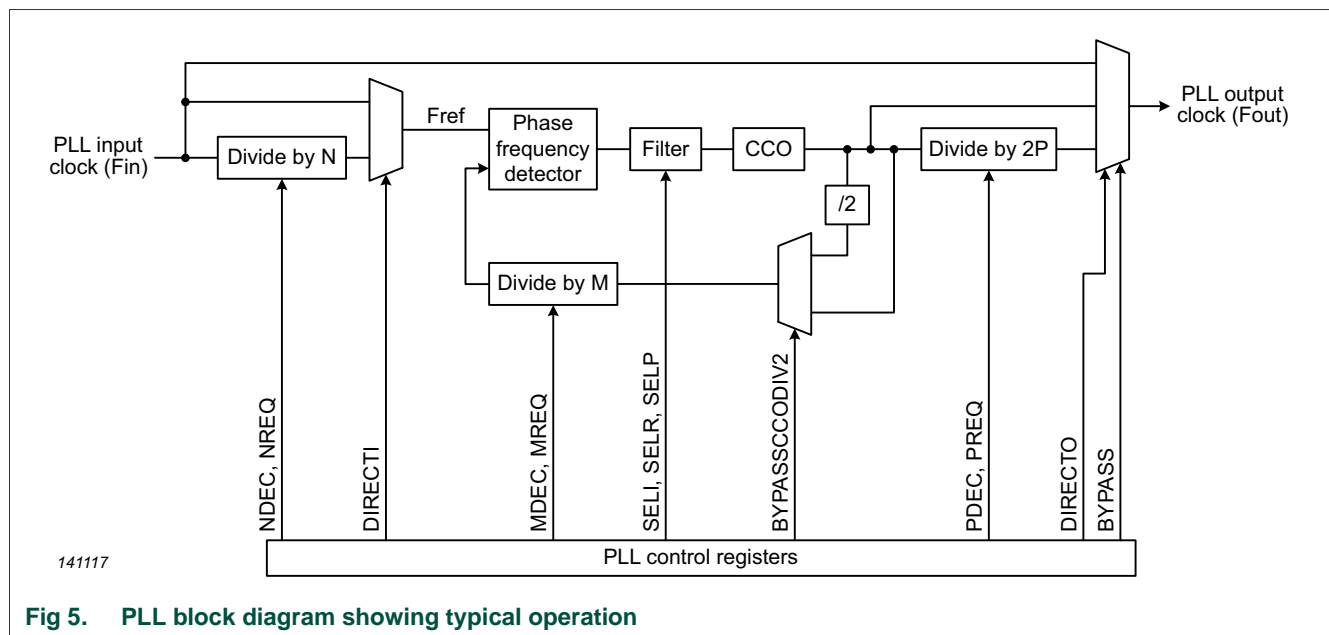 PLL input
clock (Fin)
Divide by N
Fref
Phase
frequency
detector
Filter
CCO
Divide by 2P
PLL output
clock (Fout)
/2
Divide by M
NDEC, NREQ
DIRECTI
MDEC, MREQ
SELI, SELR, SELP
BYPASSCCODIV2
PDEC, PREQ
DIRECTO
BYPASS
PLL control registers
141117
Fig 5. PLL block diagram showing typical operation